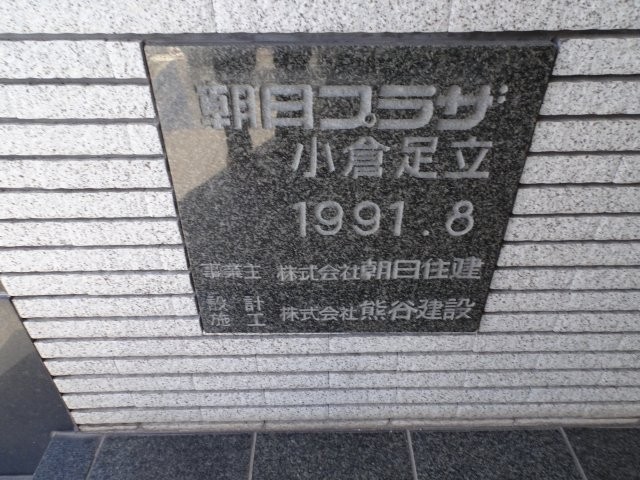 朝日プラザ
小倉足立
1991.8
事業主 株式会社朝日住建
設計
施工 株式会社熊谷建設